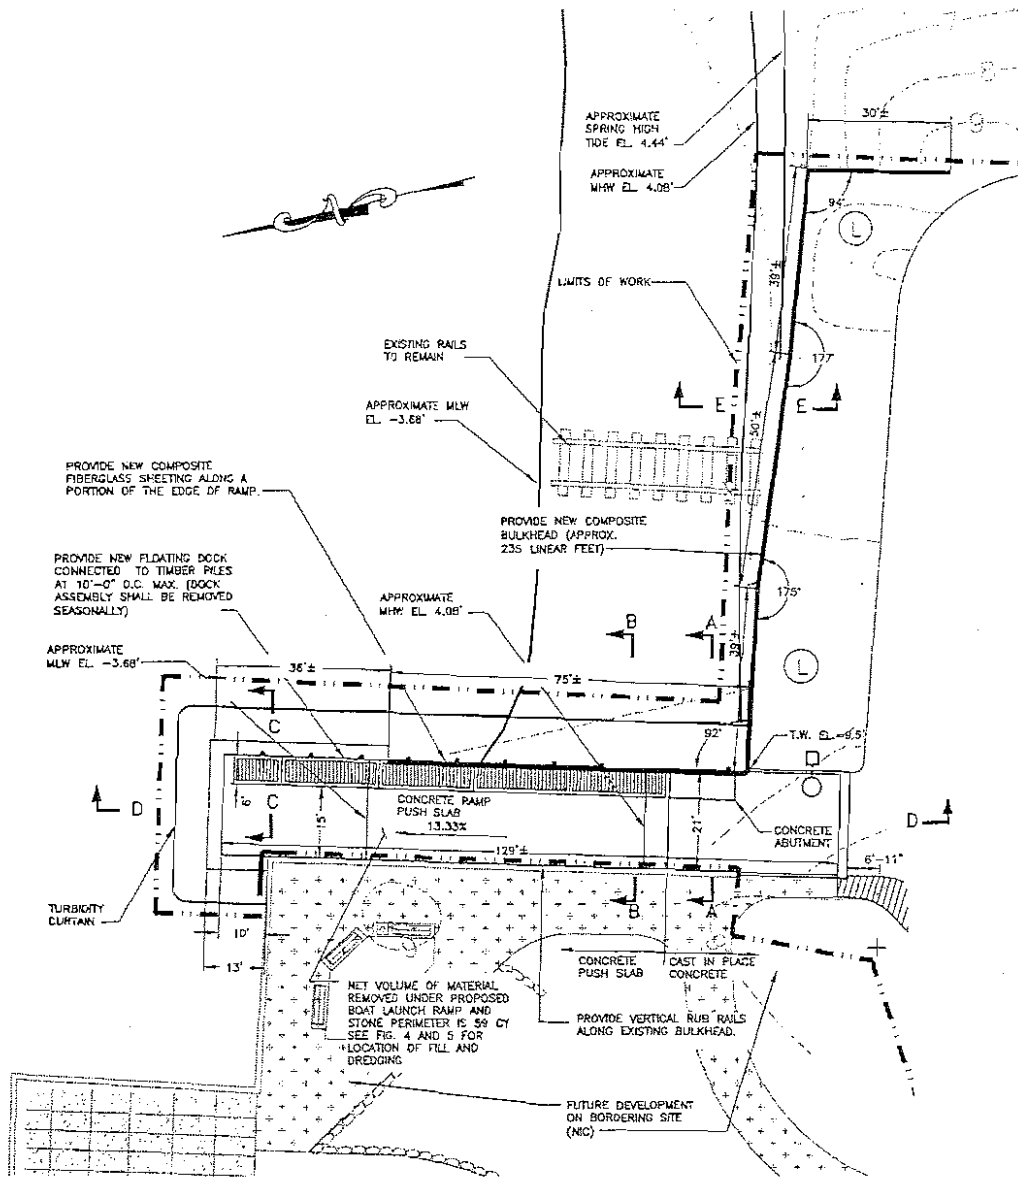 8
9
30'±
APPROXIMATE
SPRING HIGH
TIDE EL. 4.44'
APPROXIMATE
MHW EL. 4.08'
94°
L
39'±
LIMITS OF WORK
EXISTING RAILS
TO REMAIN
177°
E
E
APPROXIMATE MLW
EL. -3.68'
50'±
PROVIDE NEW COMPOSITE
FIBERGLASS SHEETING ALONG A
PORTION OF THE EDGE OF RAMP.
PROVIDE NEW COMPOSITE
BULKHEAD (APPROX.
235 LINEAR FEET)
PROVIDE NEW FLOATING DOCK
CONNECTED TO TIMBER PILES
AT 10'-0" O.C. MAX. (DOCK
ASSEMBLY SHALL BE REMOVED
SEASONALLY)
APPROXIMATE
MHW EL. 4.08'
175°
B
A
39'±
APPROXIMATE
MLW EL. -3.68'
L
36'±
75'±
C
92°
T.W. EL.=9.5'
D
C
6'
15'
CONCRETE RAMP
PUSH SLAB
13.33%
21'
D
CONCRETE
ABUTMENT
129'±
6'-11"
TURBIDITY
CURTAIN
B
A
10'
13'
CONCRETE
PUSH SLAB
CAST IN PLACE
CONCRETE
NET VOLUME OF MATERIAL
REMOVED UNDER PROPOSED
BOAT LAUNCH RAMP AND
STONE PERIMETER IS 59 CY
SEE FIG. 4 AND 5 FOR
LOCATION OF FILL AND
DREDGING
PROVIDE VERTICAL RUB RAILS
ALONG EXISTING BULKHEAD.
FUTURE DEVELOPMENT
ON BORDERING SITE
(NIC)